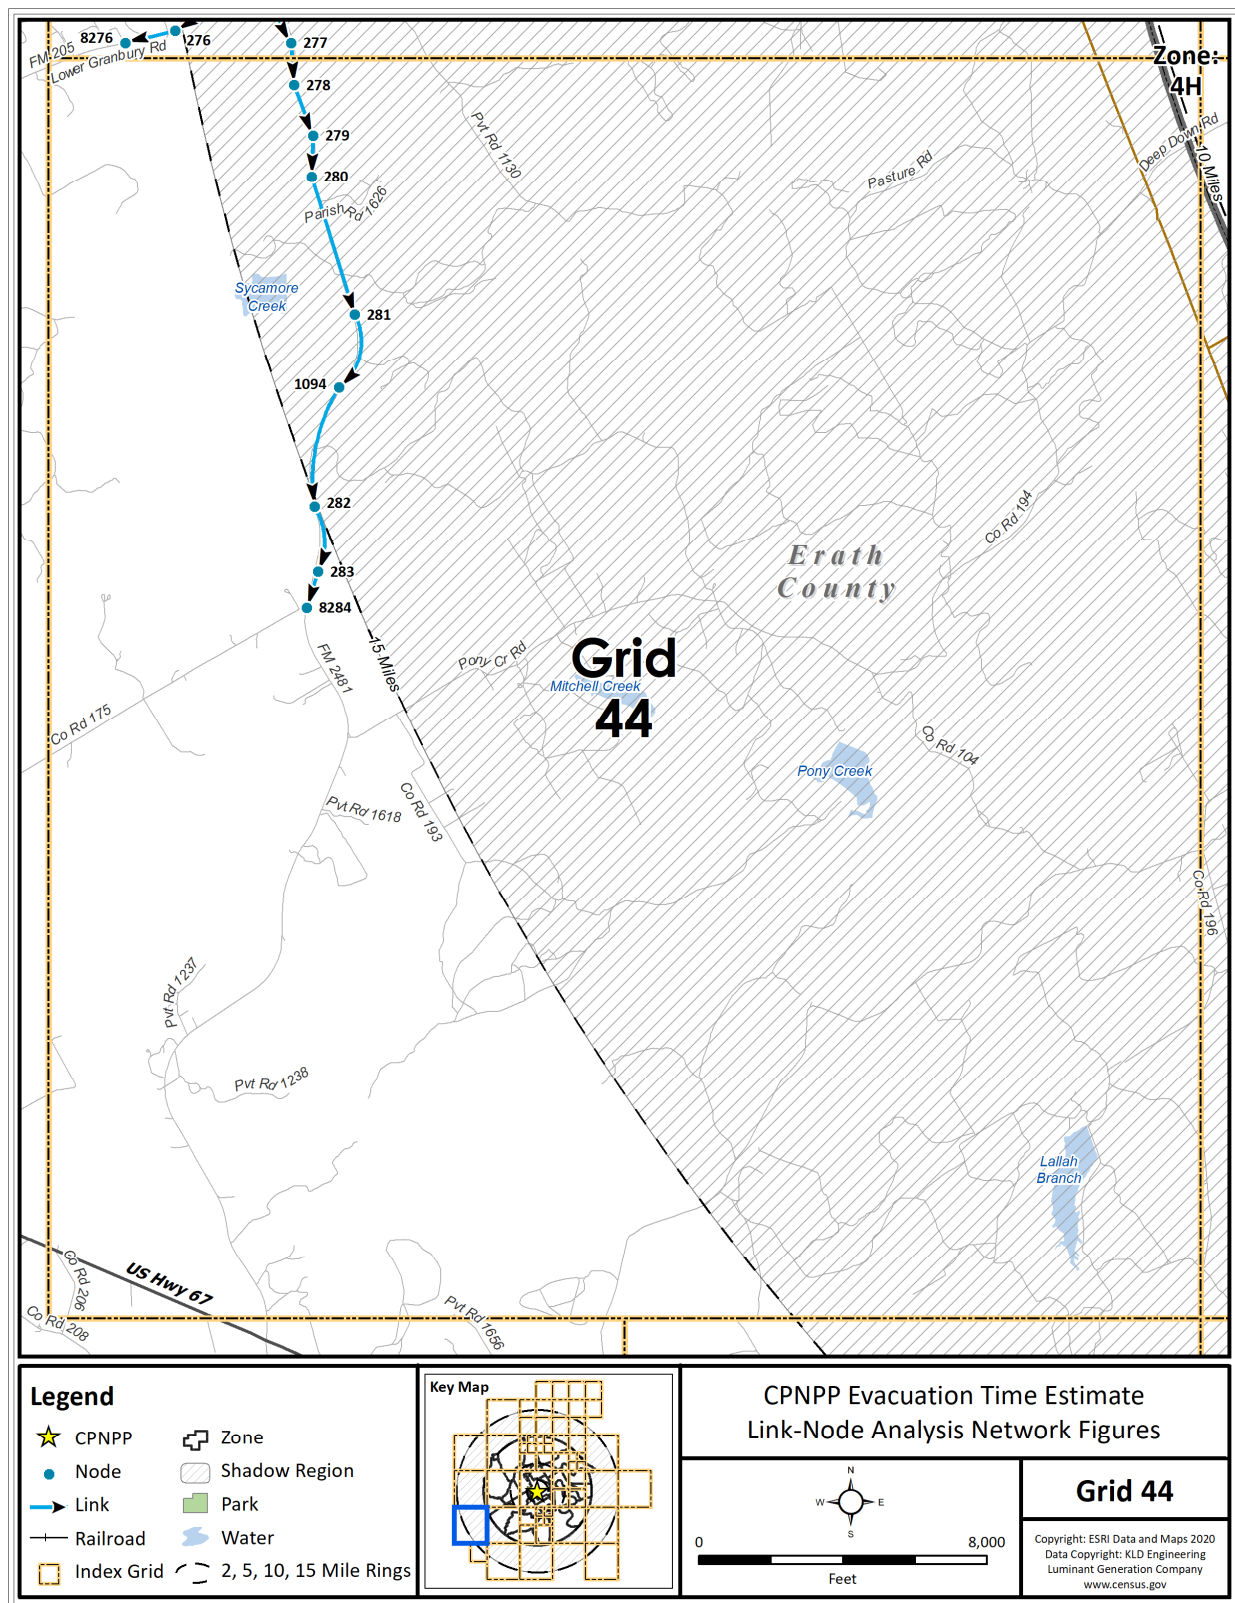 8276
276
277
FM 205
Lower Granbury Rd
Zone:
4H
278
Pvt Rd 1130
279
Deep Down Rd
10 Miles
280
Pasture Rd
Parish Rd 1626
Sycamore
Creek
281
1094
282
Co Rd 194
Erath
County
283
8284
15 Miles
FM 2481
Pony Cr Rd
Grid
44
Mitchell Creek
Co Rd 175
Co Rd 104
Pony Creek
Pvt Rd 1618
Co Rd 193
Co Rd 196
Pvt Rd 1237
Pvt Rd 1238
Lallah
Branch
Co Rd 206
US Hwy 67
Co Rd 208
Pvt Rd 1656
Legend
CPNPP
Zone
Node
Shadow Region
Link
Park
Railroad
Water
Index Grid
2, 5, 10, 15 Mile Rings
Key Map
CPNPP Evacuation Time Estimate
Link-Node Analysis Network Figures
N
W
E
S
0
8,000
Feet
Grid 44
Copyright: ESRI Data and Maps 2020
Data Copyright: KLD Engineering
Luminant Generation Company
www.census.gov